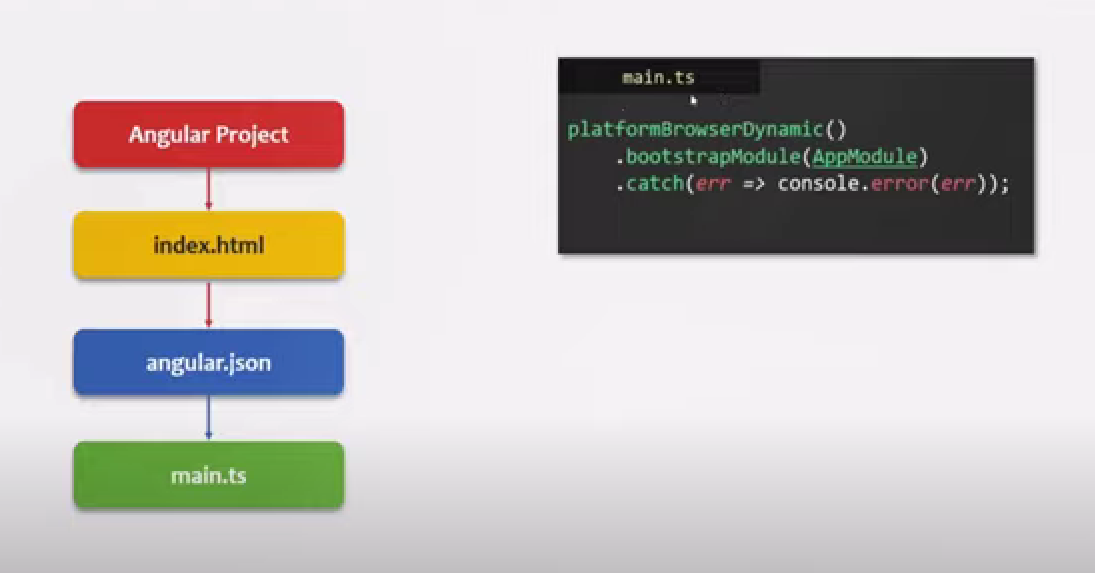 Angular Project
index.html
angular.json
main.ts
main.ts
platformBrowserDynamic()
.bootstrapModule(AppModule)
.catch(err => console.error(err));